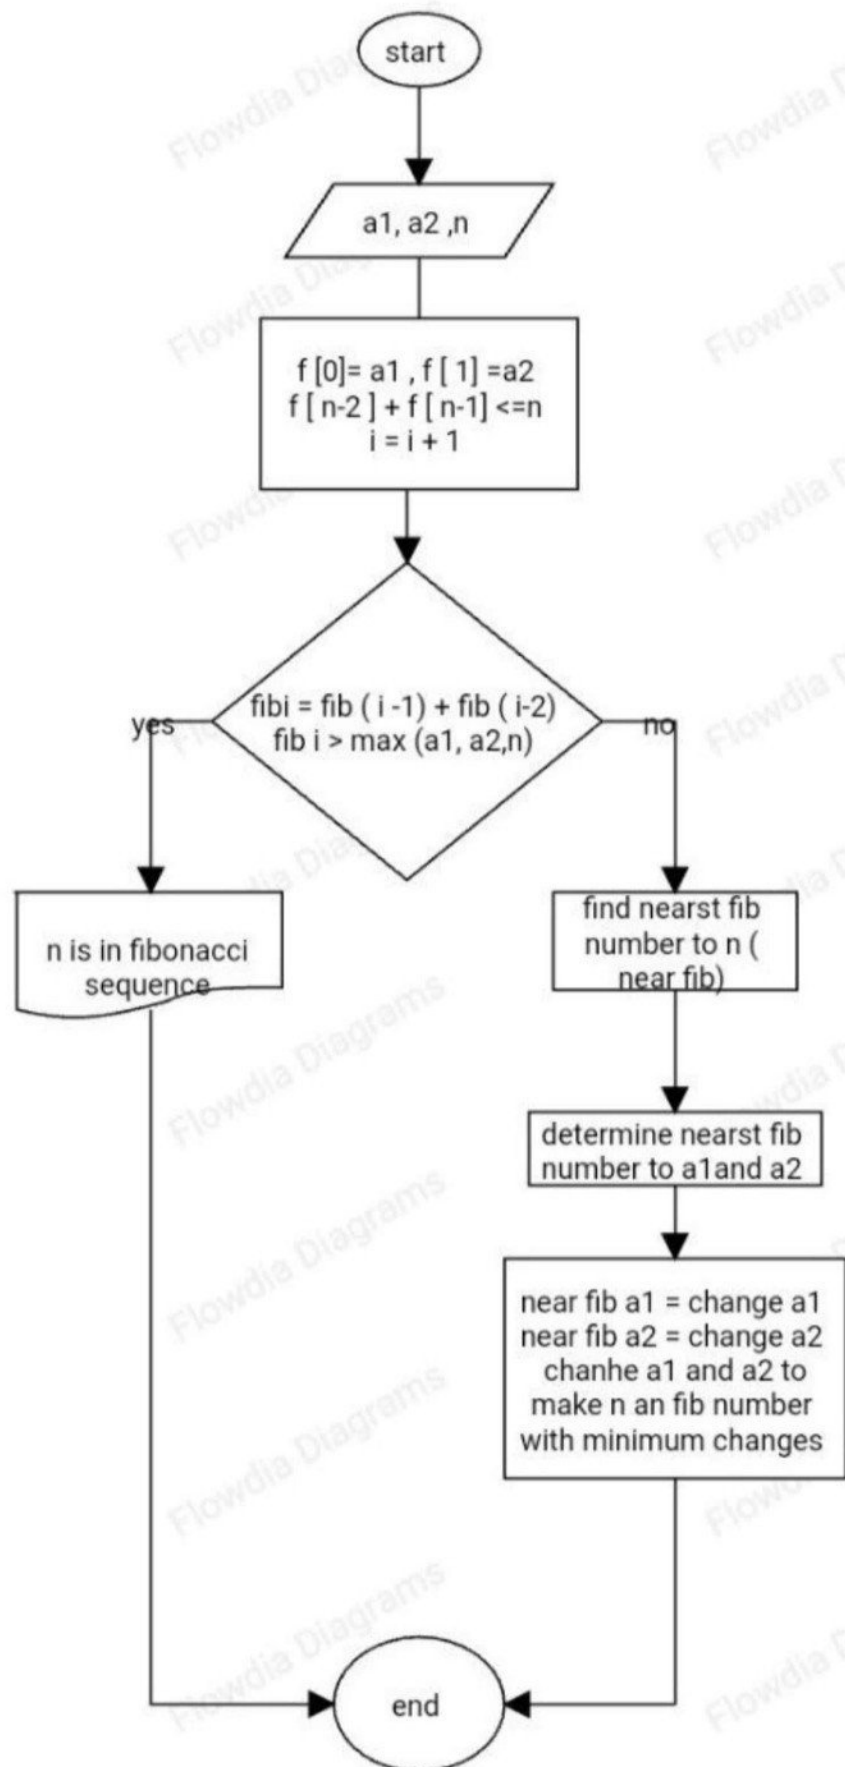 start
a1, a2 ,n
f [0]= a1 , f [ 1] =a2
f [ n-2 ] + f [ n-1] <=n
i = i + 1
fibi = fib ( i -1) + fib ( i-2)
fib i > max (a1, a2,n)
yes
no
n is in fibonacci
sequence
find nearst fib
number to n (
near fib)
determine nearst fib
number to a1and a2
near fib a1 = change a1
near fib a2 = change a2
chanhe a1 and a2 to
make n an fib number
with minimum changes
end
Flowdia Diagrams